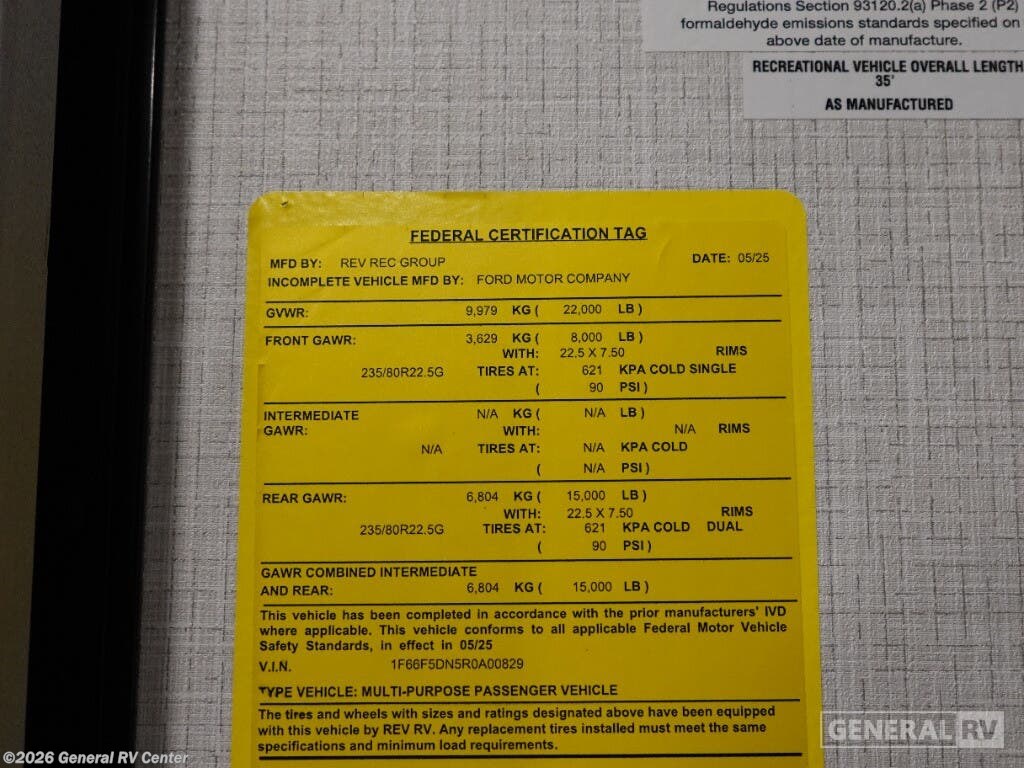 Regulations Section 93120.2(a) Phase 2 (P2)
formaldehyde emissions standards specified on
above date of manufacture.
RECREATIONAL VEHICLE OVERALL LENGTH
35'
AS MANUFACTURED
FEDERAL CERTIFICATION TAG
MFD BY: REV REC GROUP DATE: 05/25
INCOMPLETE VEHICLE MFD BY: FORD MOTOR COMPANY
GVWR: 9,979 KG ( 22,000 LB )
FRONT GAWR: 3,629 KG ( 8,000 LB )
WITH: 22.5 X 7.50 RIMS
235/80R22.5G TIRES AT: 621 KPA COLD SINGLE
( 90 PSI )
INTERMEDIATE N/A KG ( N/A LB )
GAWR: WITH: N/A RIMS
N/A TIRES AT: N/A KPA COLD
( N/A PSI )
REAR GAWR: 6,804 KG ( 15,000 LB )
WITH: 22.5 X 7.50 RIMS
235/80R22.5G TIRES AT: 621 KPA COLD DUAL
( 90 PSI )
GAWR COMBINED INTERMEDIATE
AND REAR: 6,804 KG ( 15,000 LB )
This vehicle has been completed in accordance with the prior manufacturers' IVD
where applicable. This vehicle conforms to all applicable Federal Motor Vehicle
Safety Standards, in effect in 05/25
V.I.N. 1F66F5DN5R0A00829
TYPE VEHICLE: MULTI-PURPOSE PASSENGER VEHICLE
The tires and wheels with sizes and ratings designated above have been equipped
with this vehicle by REV RV. Any replacement tires installed must meet the same
specifications and minimum load requirements.
GENERAL RV
©2026 General RV Center